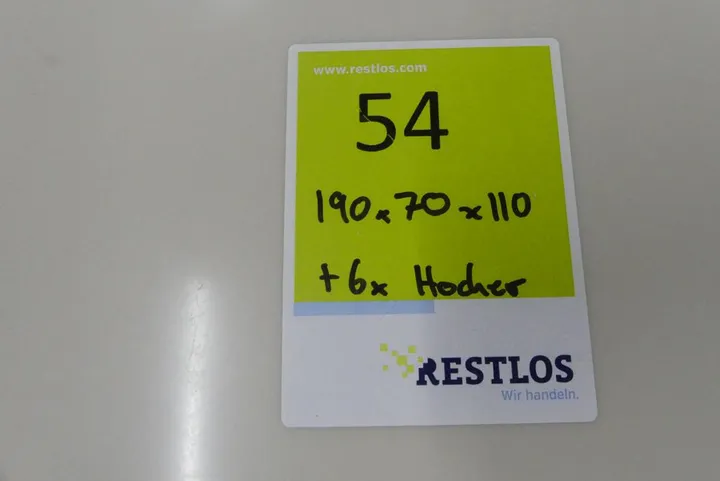 www.restlos.com
54
190x70x110
+6x Hocker
RESTLOS
Wir handeln.